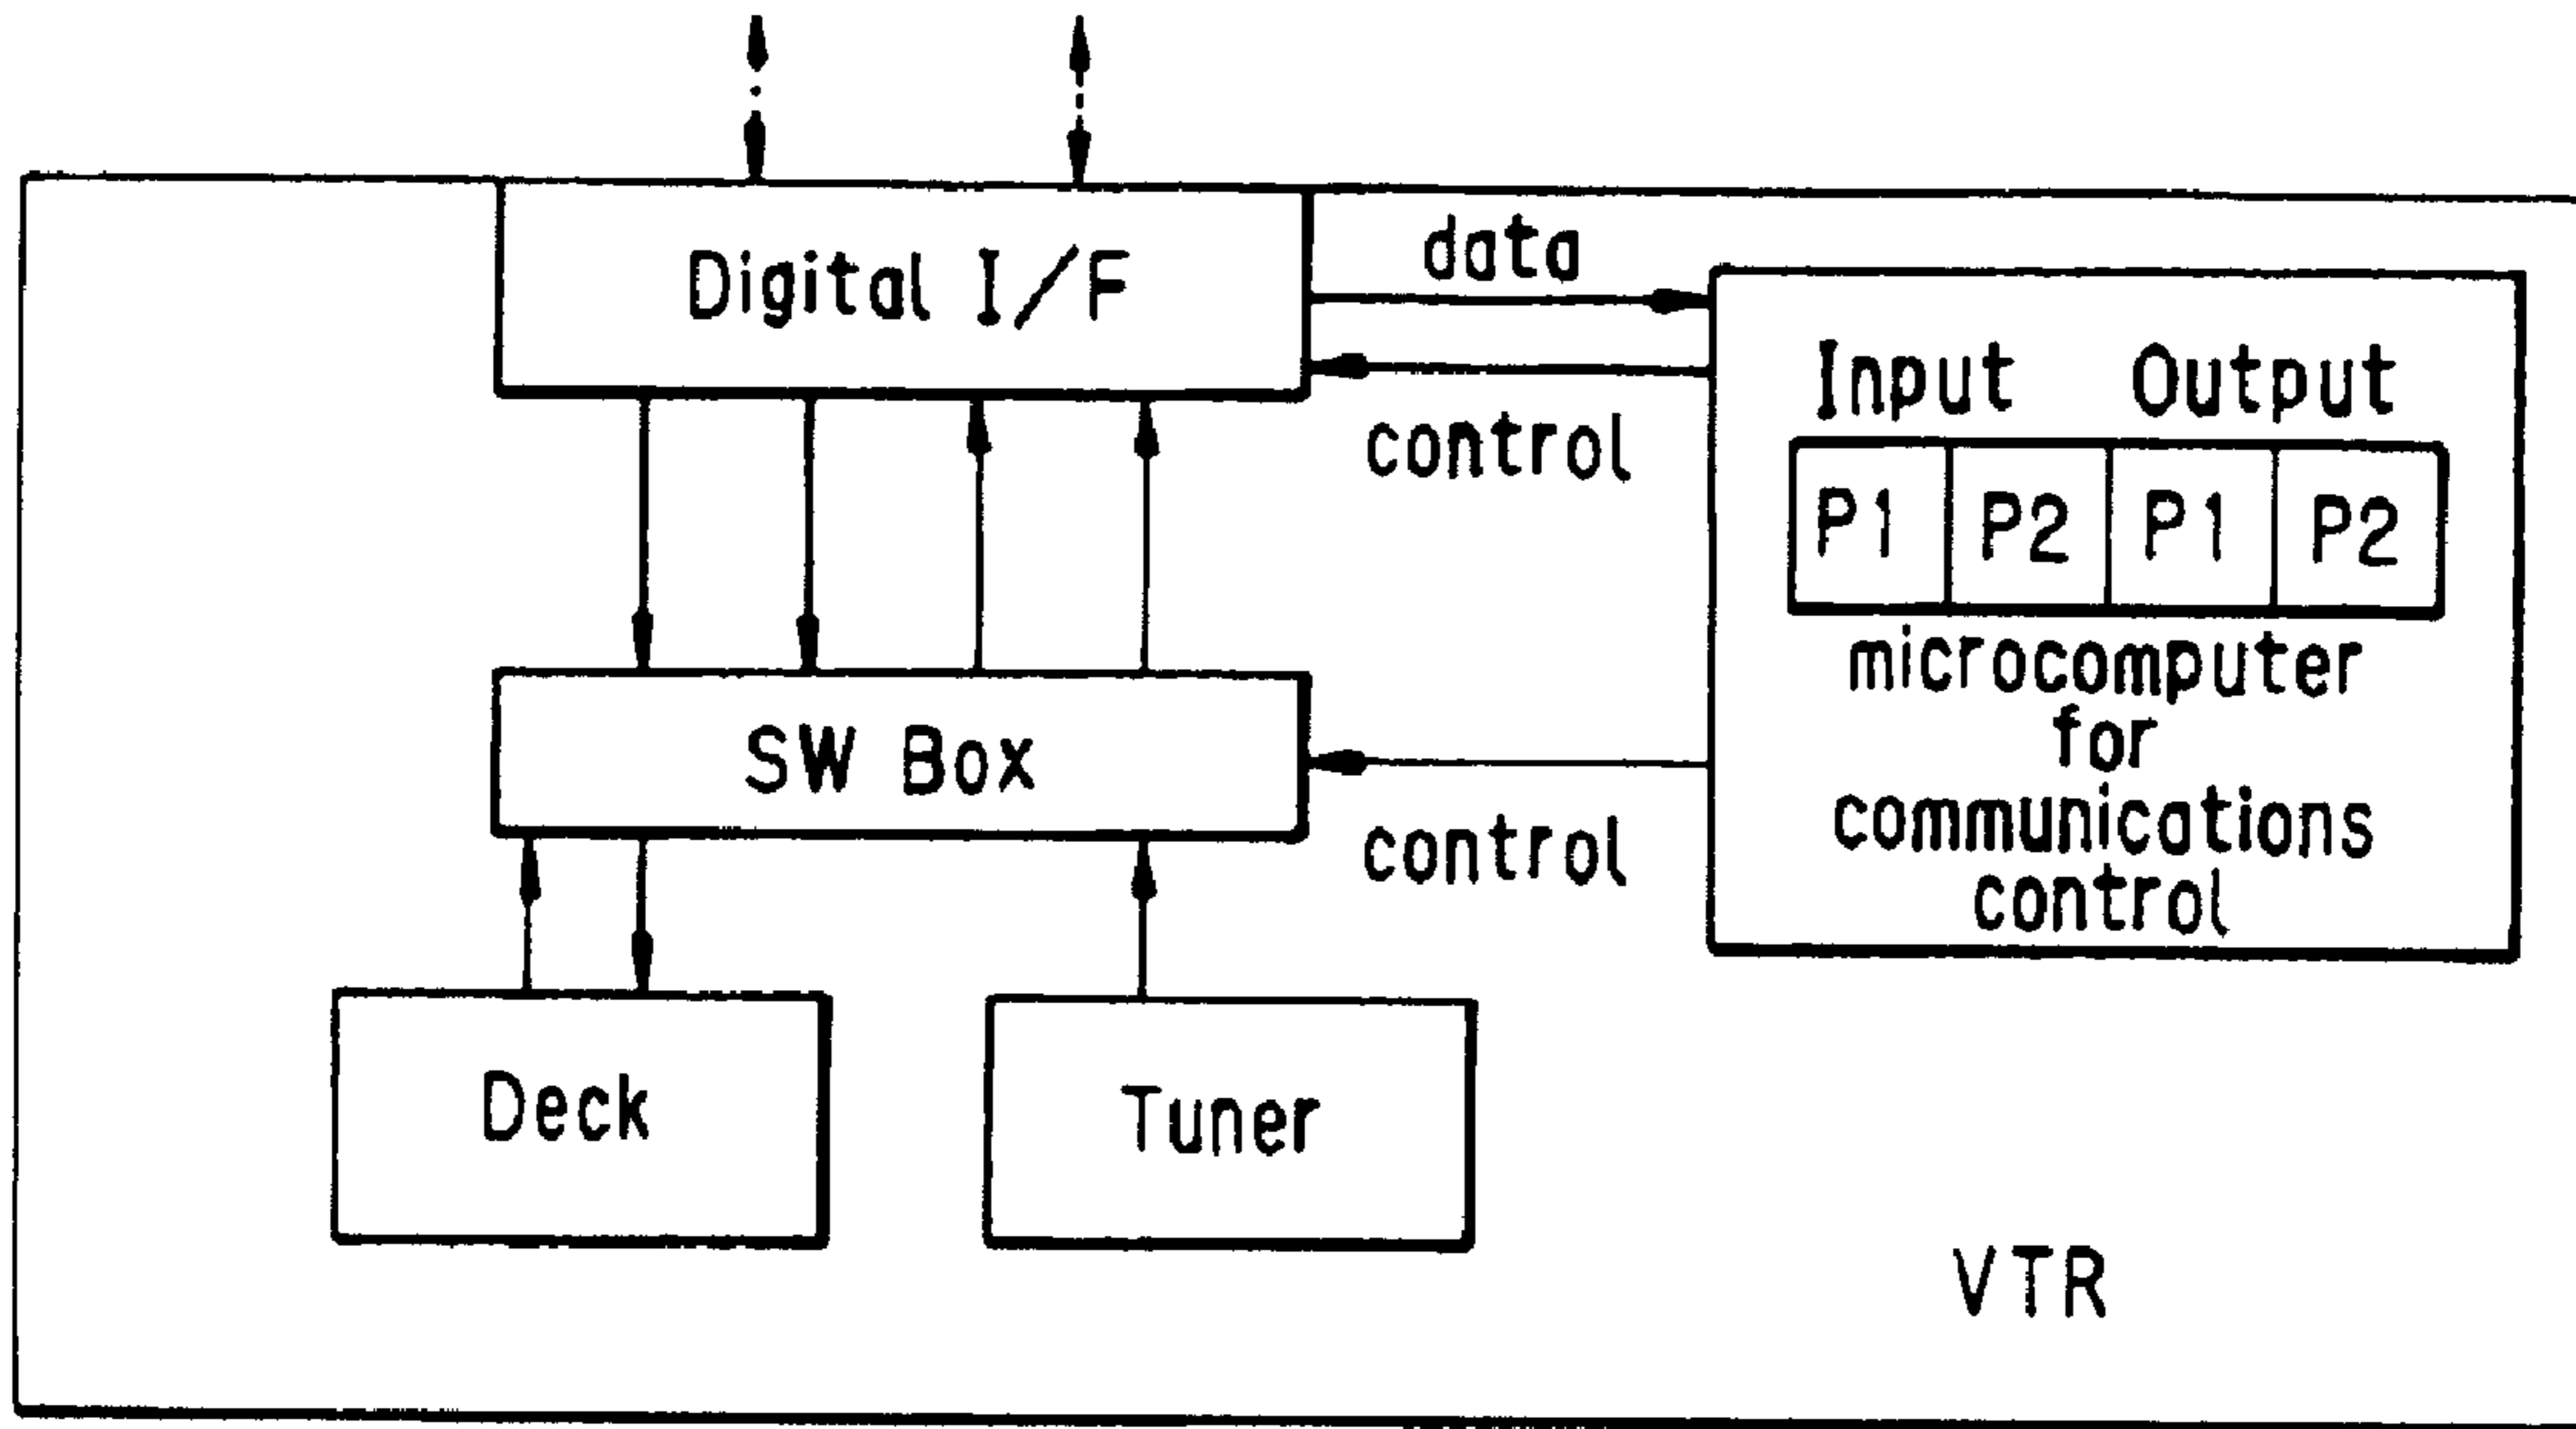 Digital I/F
data
control
Input Output
P1 P2 P1 P2
microcomputer
for
communications
control
SW Box
control
Deck
Tuner
VTR